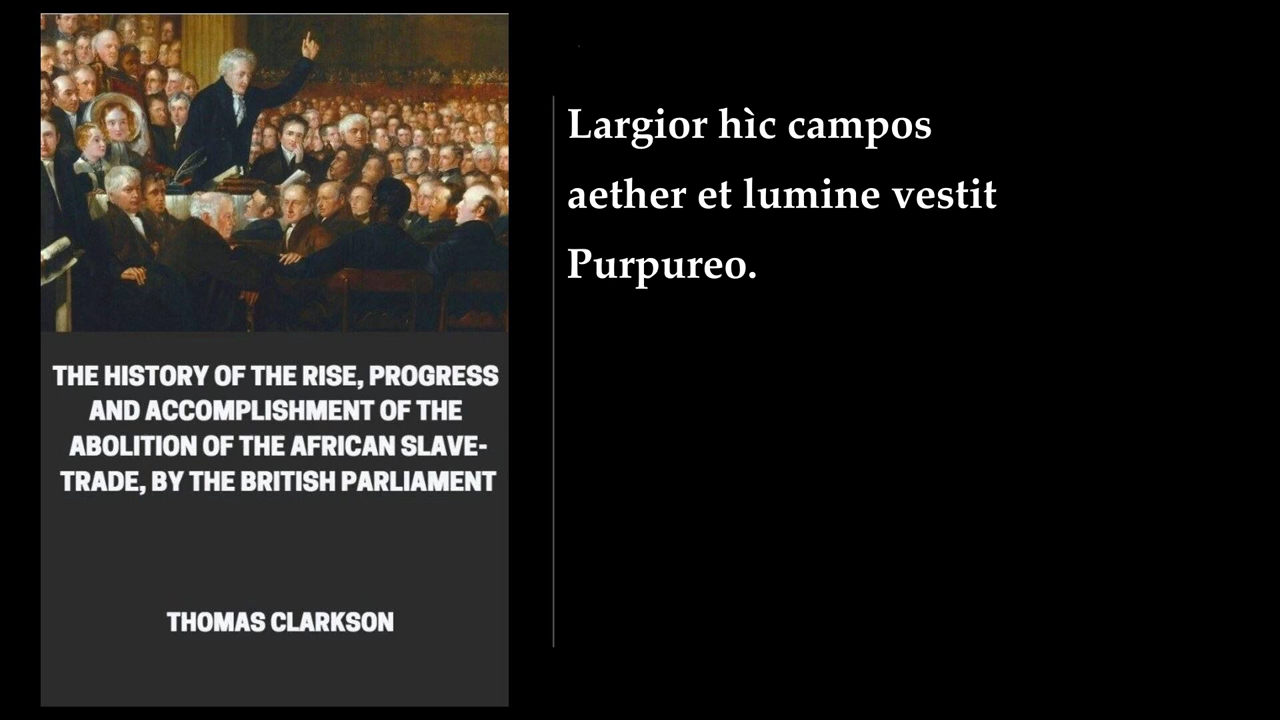 THE HISTORY OF THE RISE, PROGRESS
AND ACCOMPLISHMENT OF THE
ABOLITION OF THE AFRICAN SLAVE-
TRADE, BY THE BRITISH PARLIAMENT
THOMAS CLARKSON
Largior hìc campos
aether et lumine vestit
Purpureo.